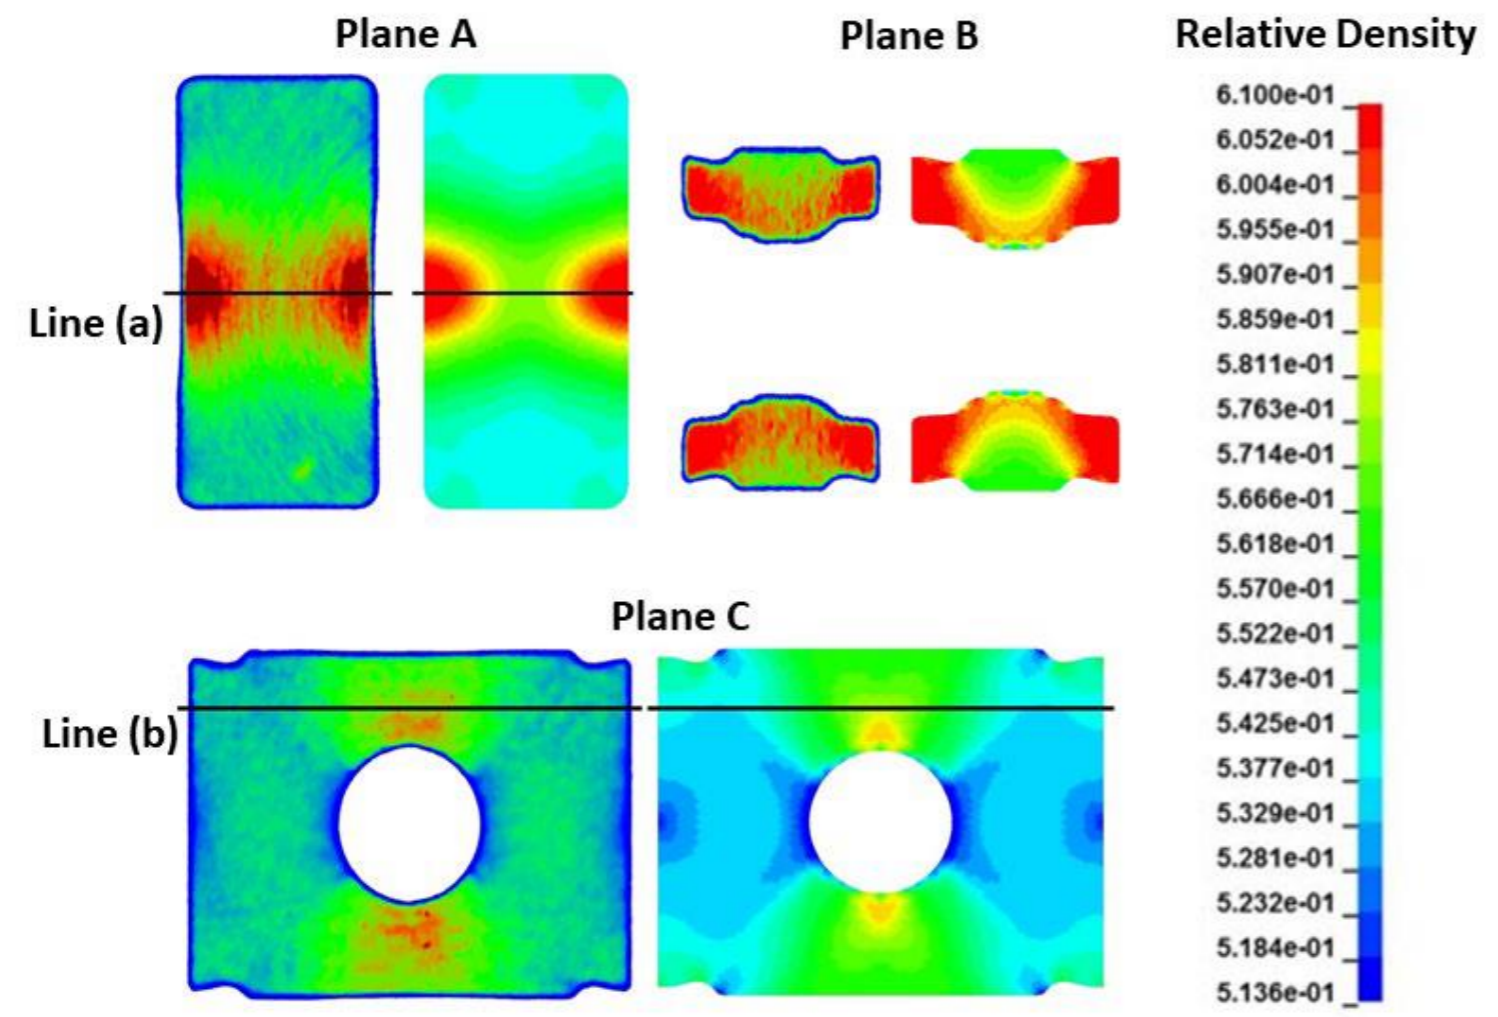 Plane A
Plane B
Relative Density
6.100e-01
6.052e-01
6.004e-01
5.955e-01
5.907e-01
5.859e-01
5.811e-01
5.763e-01
5.714e-01
5.666e-01
5.618e-01
5.570e-01
5.522e-01
5.473e-01
5.425e-01
5.377e-01
5.329e-01
5.281e-01
5.232e-01
5.184e-01
5.136e-01
Line (a)
Plane C
Line (b)